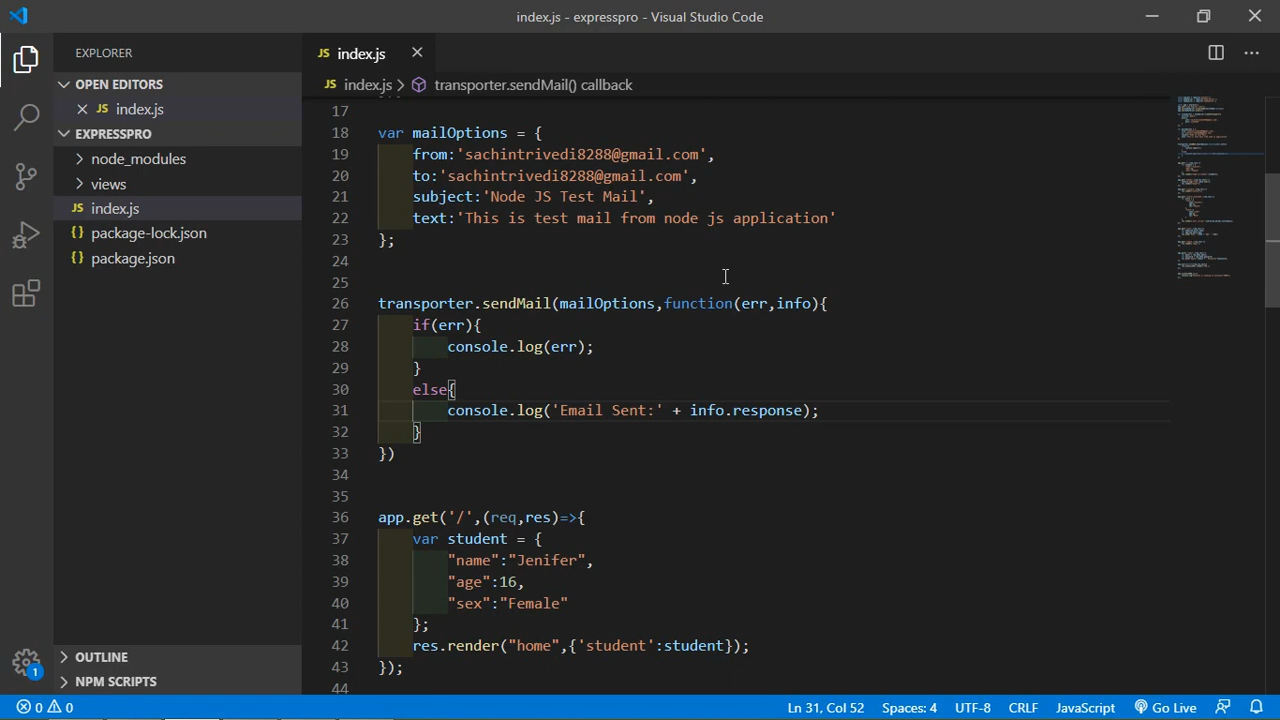 index.js - expresspro - Visual Studio Code
EXPLORER
OPEN EDITORS
JS index.js
EXPRESSPRO
node_modules
views
JS index.js
{} package-lock.json
{} package.json
OUTLINE
NPM SCRIPTS
1
JS index.js
JS index.js > transporter.sendMail() callback
17
18 var mailOptions = {
19 from:'sachintrivedi8288@gmail.com',
20 to:'sachintrivedi8288@gmail.com',
21 subject:'Node JS Test Mail',
22 text:'This is test mail from node js application'
23 };
24
25
26 transporter.sendMail(mailOptions,function(err,info){
27 if(err){
28 console.log(err);
29 }
30 else{
31 console.log('Email Sent:' + info.response);
32 }
33 })
34
35
36 app.get('/',(req,res)=>{
37 var student = {
38 "name":"Jenifer",
39 "age":16,
40 "sex":"Female"
41 };
42 res.render("home",{'student':student});
43 });
44
0 0 Ln 31, Col 52 Spaces: 4 UTF-8 CRLF JavaScript Go Live